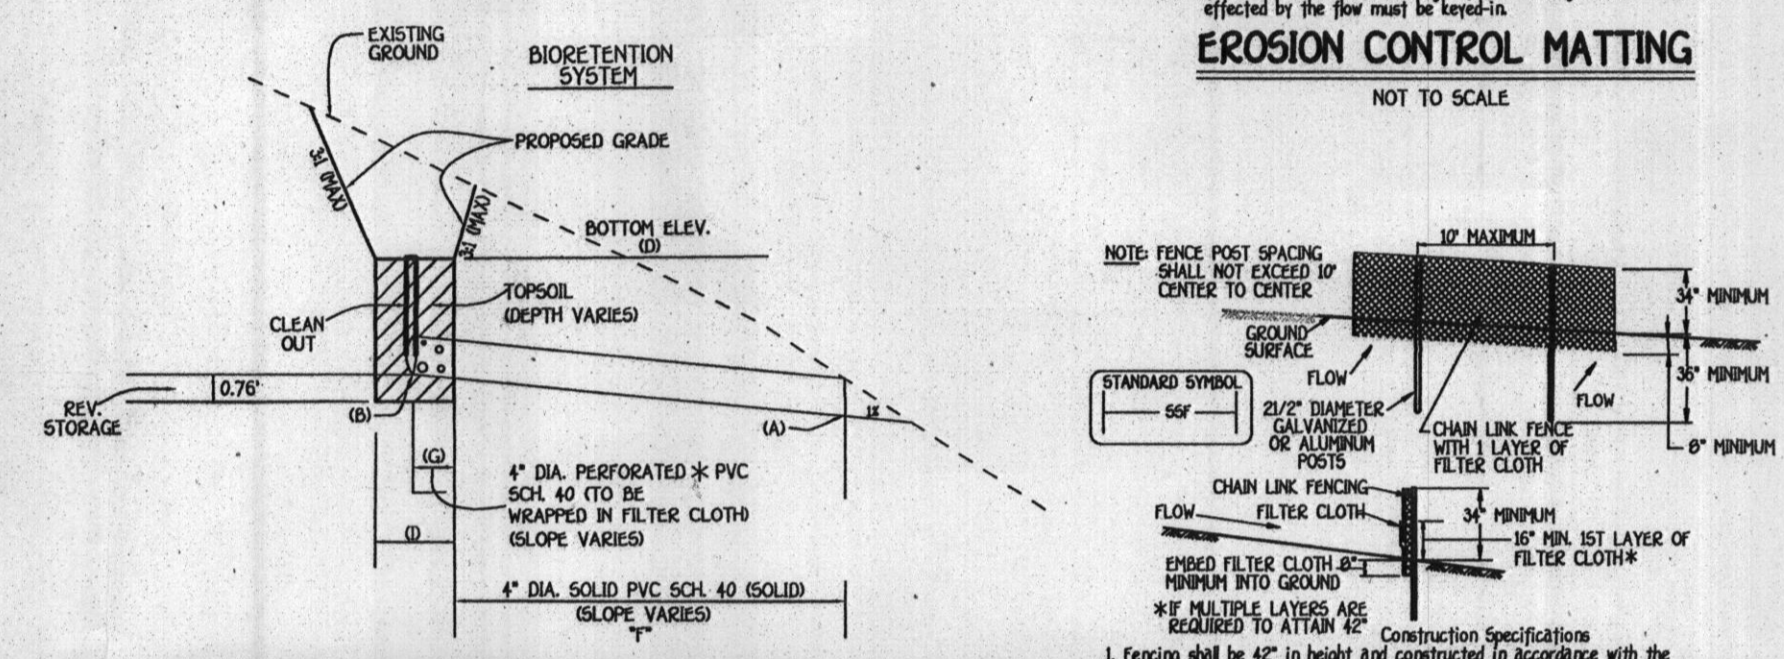 EXISTING
GROUND
BIORETENTION
SYSTEM
PROPOSED GRADE
3:1 (MAX)
3:1 (MAX)
BOTTOM ELEV.
(D)
TOPSOIL
(DEPTH VARIES)
CLEAN
OUT
0.76'
REV.
STORAGE
(B)
(A)
1%
(G)
4" DIA. PERFORATED * PVC
SCH. 40 (TO BE
WRAPPED IN FILTER CLOTH)
(SLOPE VARIES)
(I)
4" DIA. SOLID PVC SCH. 40 (SOLID)
(SLOPE VARIES)
"F"
effected by the flow must be keyed-in.
EROSION CONTROL MATTING
NOT TO SCALE
NOTE: FENCE POST SPACING
SHALL NOT EXCEED 10'
CENTER TO CENTER
10' MAXIMUM
34" MINIMUM
GROUND
SURFACE
FLOW
36" MINIMUM
FLOW
STANDARD SYMBOL
SSF
21/2" DIAMETER
GALVANIZED
OR ALUMINUM
POSTS
CHAIN LINK FENCE
WITH 1 LAYER OF
FILTER CLOTH
8" MINIMUM
CHAIN LINK FENCING
FLOW
FILTER CLOTH
34" MINIMUM
16" MIN. 1ST LAYER OF
FILTER CLOTH*
EMBED FILTER CLOTH 8"
MINIMUM INTO GROUND
*IF MULTIPLE LAYERS ARE
REQUIRED TO ATTAIN 42"
Construction Specifications
1. Fencing shall be 42" in height and constructed in accordance with the